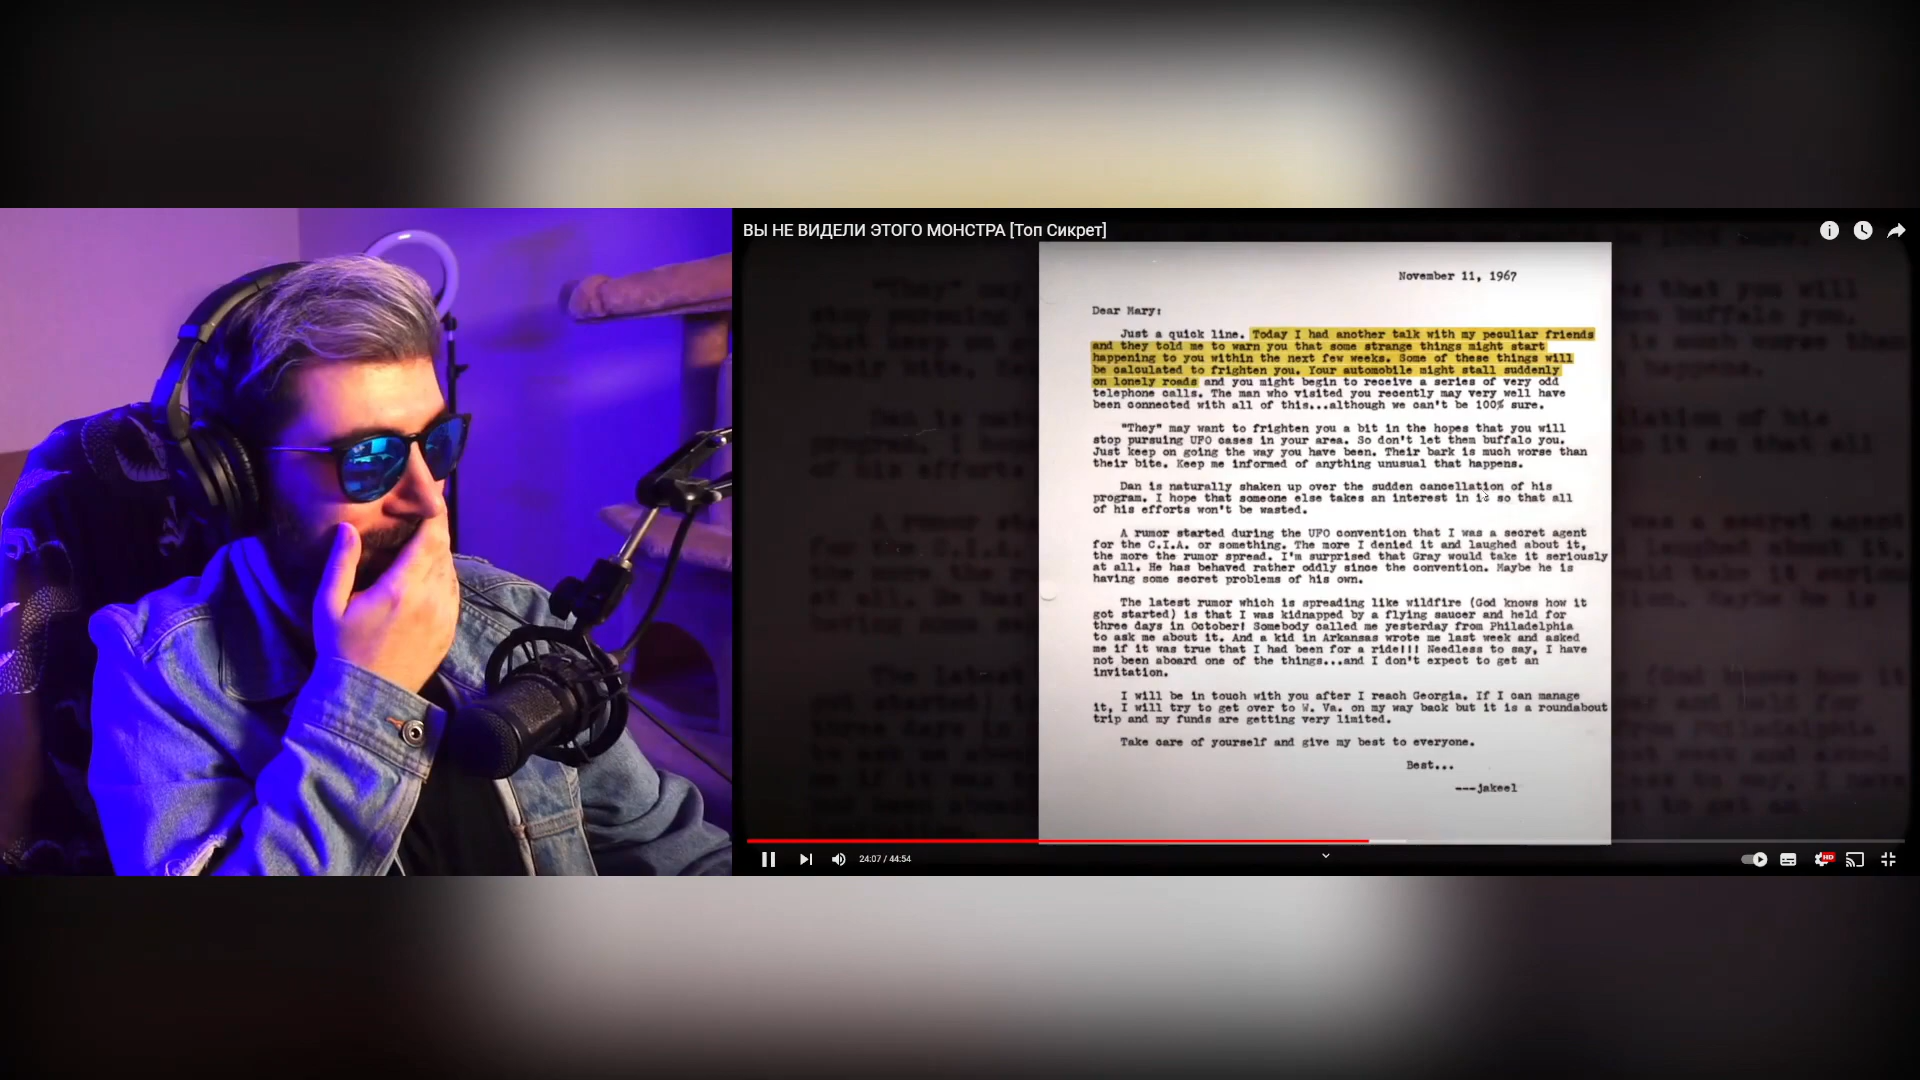 ВЫ НЕ ВИДЕЛИ ЭТОГО МОНСТРА [Топ Сикрет]
November 11, 1967
Dear Mary:
Just a quick line. Today I had another talk with my peculiar friends
and they told me to warn you that some strange things might start
happening to you within the next few weeks. Some of these things will
be calculated to frighten you. Your automobile might stall suddenly
on lonely roads and you might begin to receive a series of very odd
telephone calls. The man who visited you recently may very well have
been connected with all of this...although we can't be 100% sure.
"They" may want to frighten you a bit in the hopes that you will
stop pursuing UFO cases in your area. So don't let them buffalo you.
Just keep on going the way you have been. Their bark is much worse than
their bite. Keep me informed of anything unusual that happens.
Dan is naturally shaken up over the sudden cancellation of his
program. I hope that someone else takes an interest in it so that all
of his efforts won't be wasted.
A rumor started during the UFO convention that I was a secret agent
for the C.I.A. or something. The more I denied it and laughed about it,
the more the rumor spread. I'm surprised that Gray would take it seriously
at all. He has behaved rather oddly since the convention. Maybe he is
having some secret problems of his own.
The latest rumor which is spreading like wildfire (God knows how it
got started) is that I was kidnapped by a flying saucer and held for
three days in October! Somebody called me yesterday from Philadelphia
to ask me about it. And a kid in Arkansas wrote me last week and asked
me if it was true that I had been for a ride!!! Needless to say, I have
not been aboard one of the things...and I don't expect to get an
invitation.
I will be in touch with you after I reach Georgia. If I can manage
it, I will try to get over to W. Va. on my way back but it is a roundabout
trip and my funds are getting very limited.
Take care of yourself and give my best to everyone.
Best...
---jakeel
24:07 / 44:54
HD